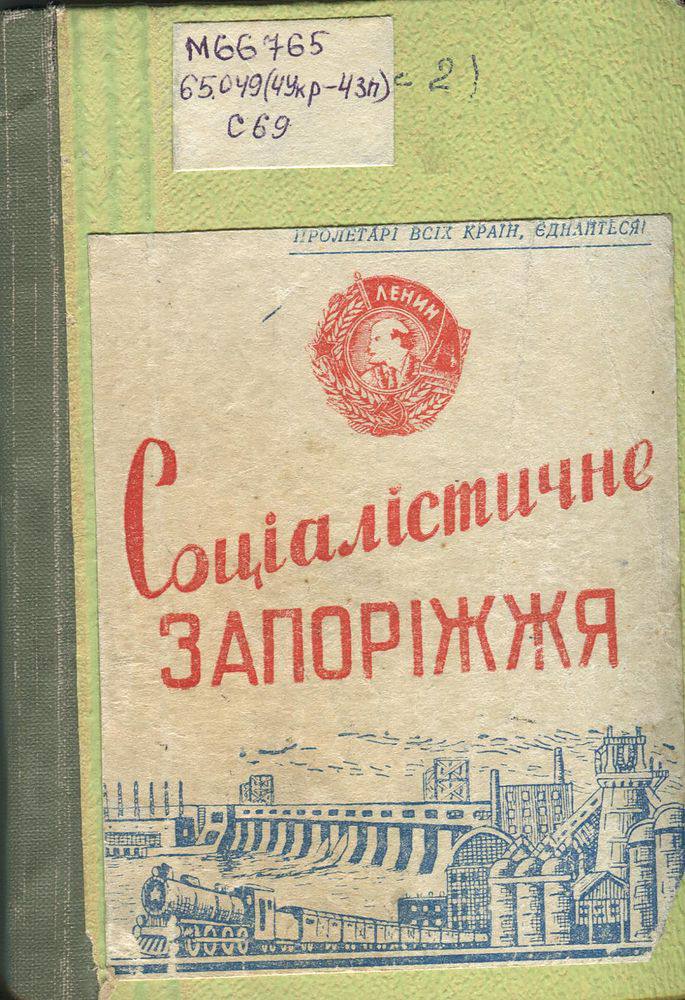 М66765
65.049(4Укр-4Зп)
С69
2)
ПРОЛЕТАРІ ВСІХ КРАЇН, ЄДНАЙТЕСЯ!
ЛЕНИН
Соціалістичне
ЗАПОРІЖЖЯ